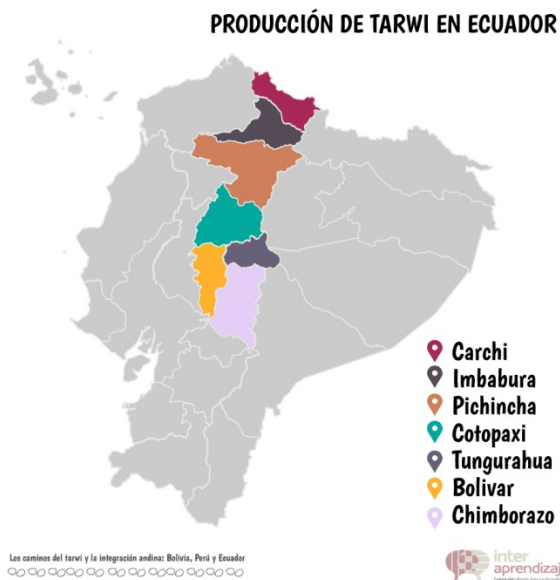 PRODUCCIÓN DE TARWI EN ECUADOR
Carchi
Imbabura
Pichincha
Cotopaxi
Tungurahua
Bolivar
Chimborazo
Los caminos del tarwi y la integración andina: Bolivia, Perú y Ecuador
inter
aprendizaj